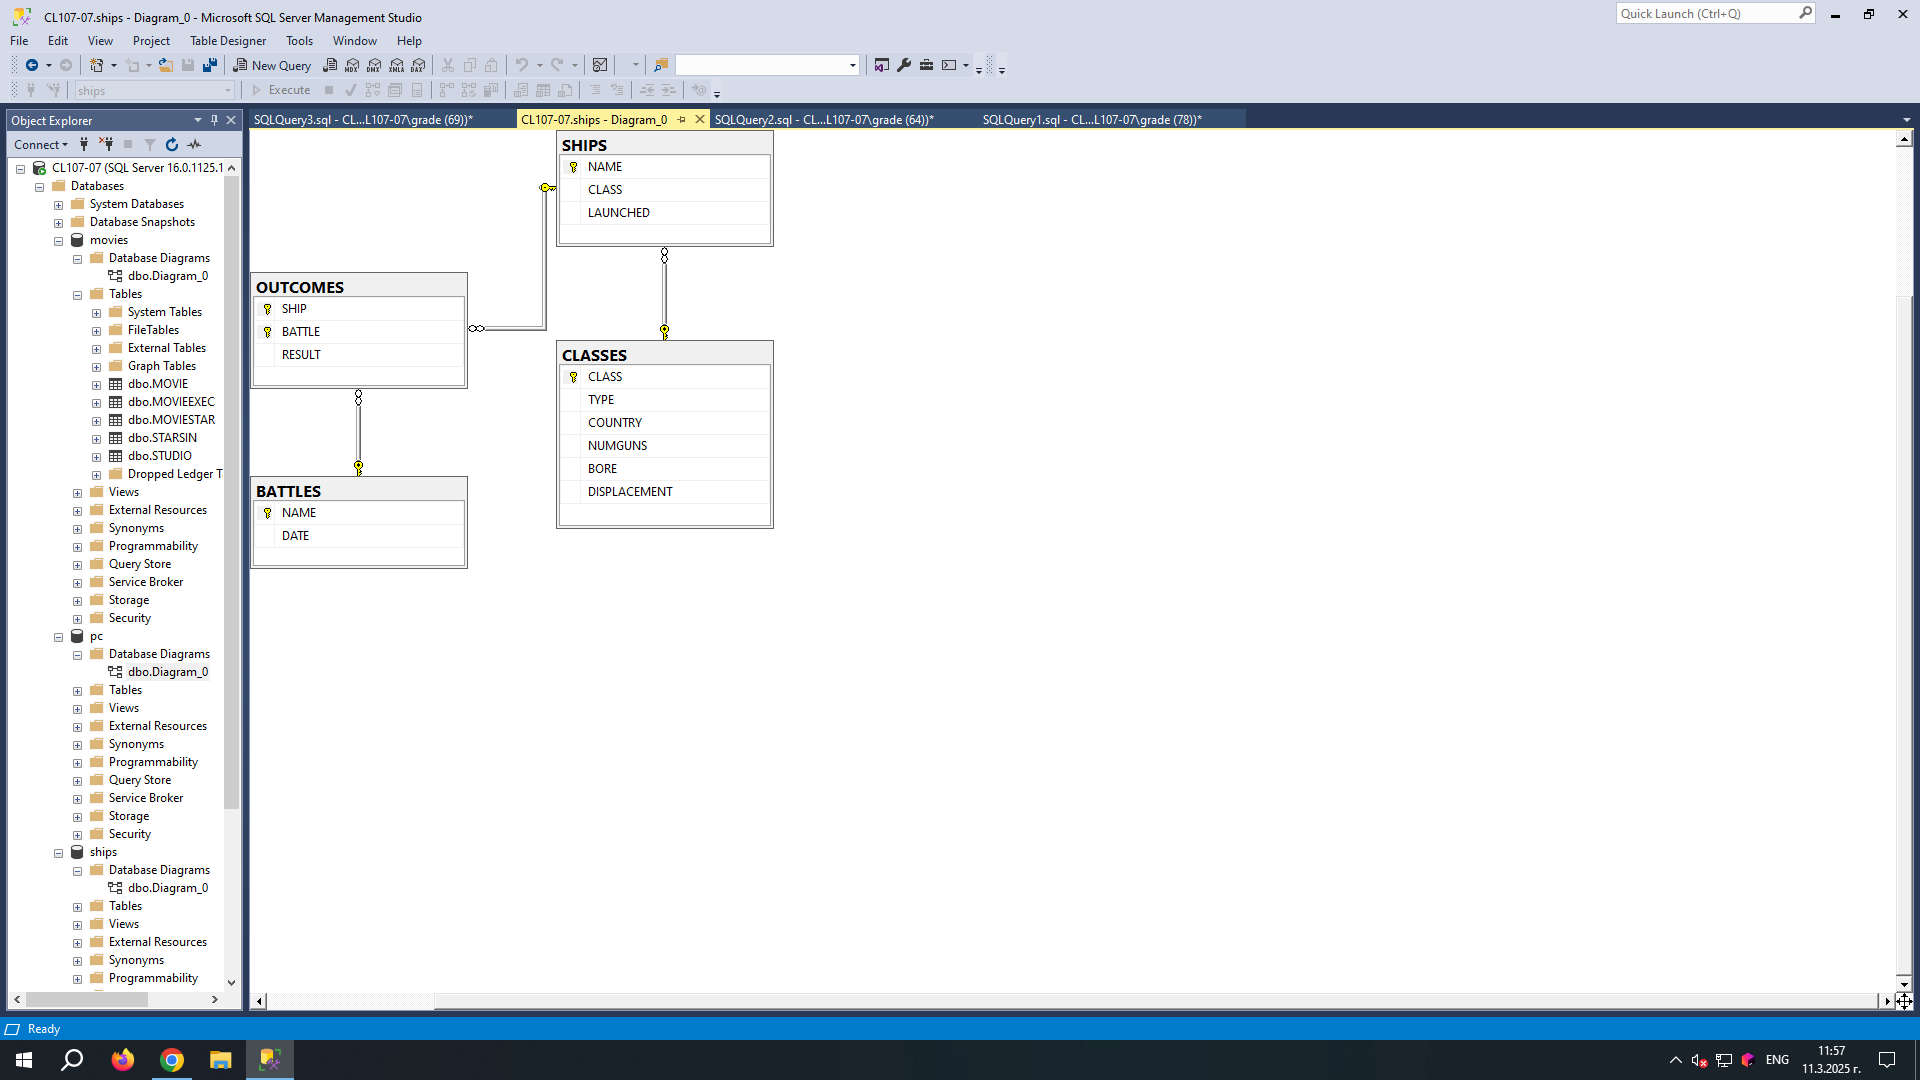 CL107-07.ships - Diagram_0 - Microsoft SQL Server Management Studio
Quick Launch (Ctrl+Q)
File Edit View Project Table Designer Tools Window Help
New Query MDX DMX XMLA DAX
ships Execute
Object Explorer
Connect
CL107-07 (SQL Server 16.0.1125.1
Databases
System Databases
Database Snapshots
movies
Database Diagrams
dbo.Diagram_0
Tables
System Tables
FileTables
External Tables
Graph Tables
dbo.MOVIE
dbo.MOVIEEXEC
dbo.MOVIESTAR
dbo.STARSIN
dbo.STUDIO
Dropped Ledger T
Views
External Resources
Synonyms
Programmability
Query Store
Service Broker
Storage
Security
pc
Database Diagrams
dbo.Diagram_0
Tables
Views
External Resources
Synonyms
Programmability
Query Store
Service Broker
Storage
Security
ships
Database Diagrams
dbo.Diagram_0
Tables
Views
External Resources
Synonyms
Programmability
SQLQuery3.sql - CL...L107-07\grade (69))*
CL107-07.ships - Diagram_0
SQLQuery2.sql - CL...L107-07\grade (64))*
SQLQuery1.sql - CL...L107-07\grade (78))*
SHIPS
NAME
CLASS
LAUNCHED
OUTCOMES
SHIP
BATTLE
RESULT
CLASSES
CLASS
TYPE
COUNTRY
NUMGUNS
BORE
DISPLACEMENT
BATTLES
NAME
DATE
Ready
ENG
11:57
11.3.2025 г.